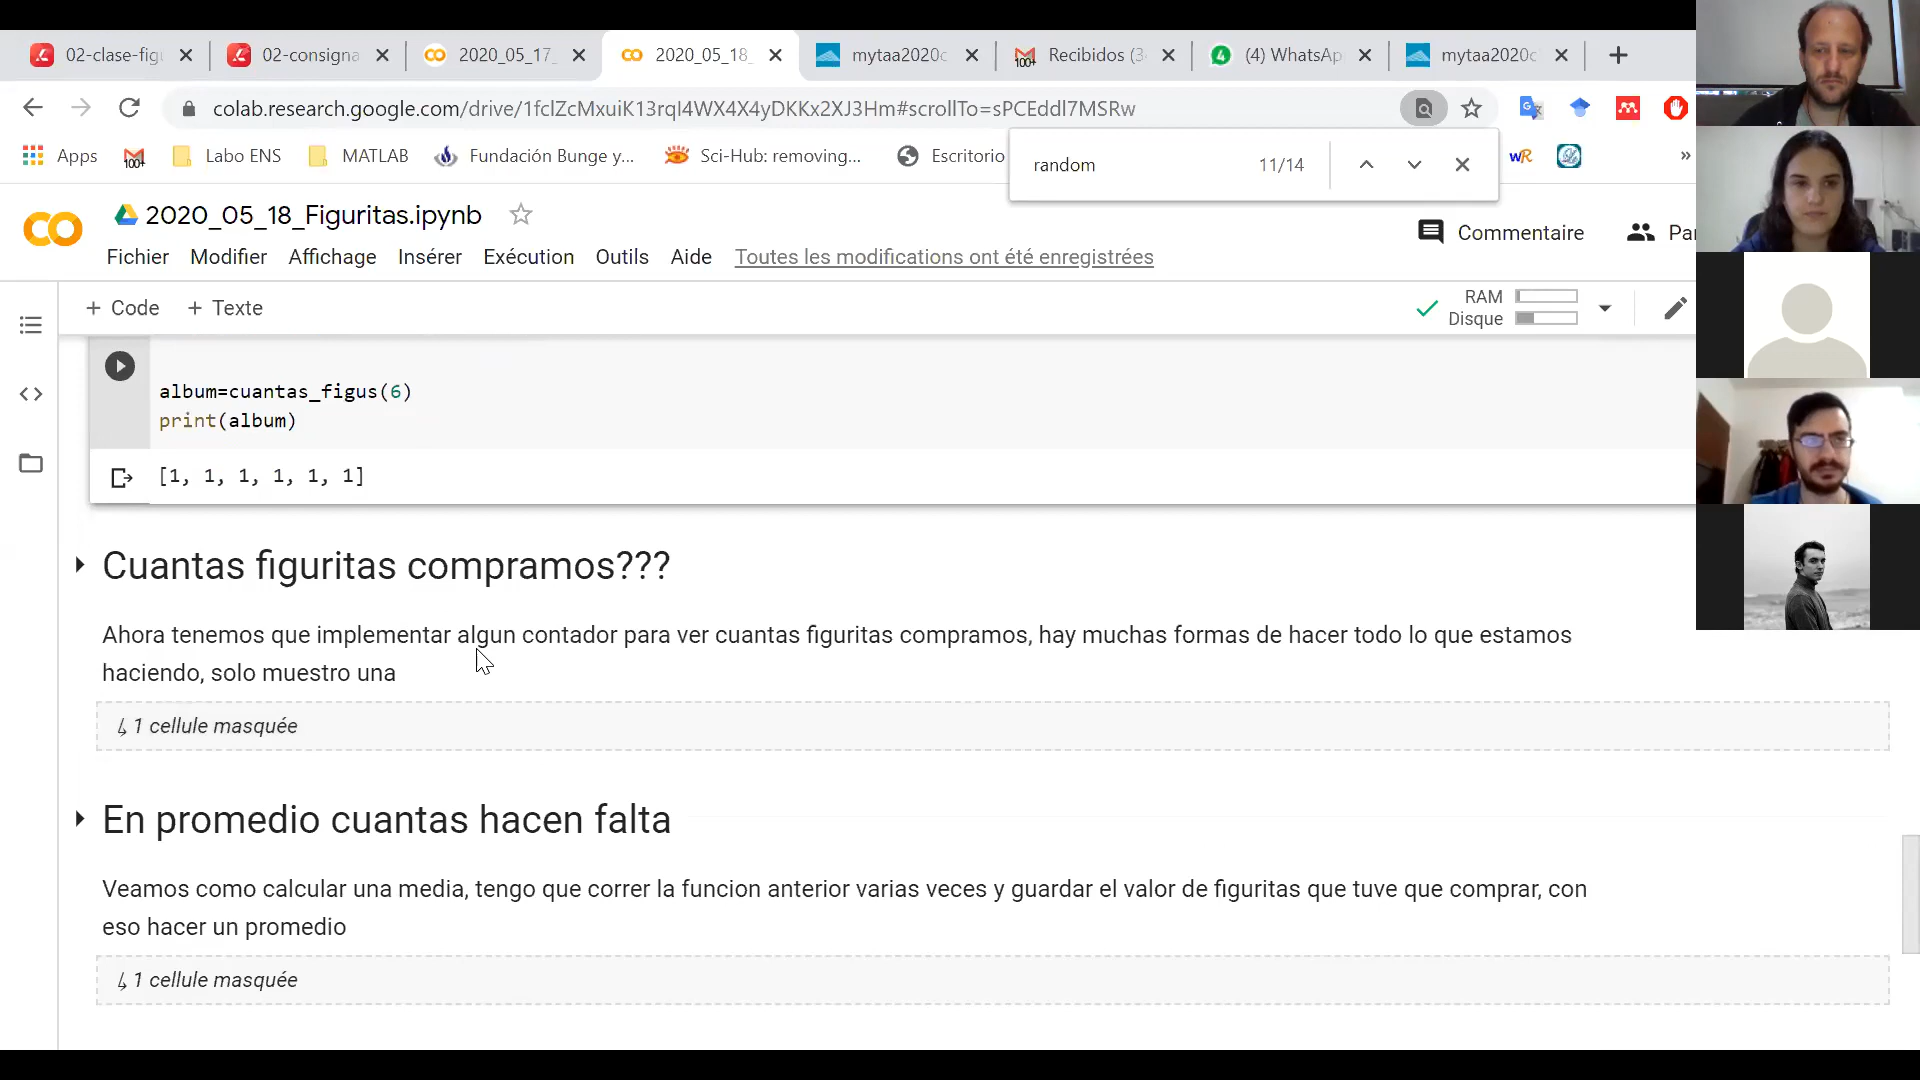 02-clase-fig
02-consigna
2020_05_17_
2020_05_18_
mytaa2020c
Recibidos (3
(4) WhatsAp
mytaa2020c
colab.research.google.com/drive/1fclZcMxuiK13rqI4WX4X4yDKKx2XJ3Hm#scrollTo=sPCEddl7MSRw
Apps
100+
Labo ENS
MATLAB
Fundación Bunge y...
Sci-Hub: removing...
Escritorio
random
11/14
wR
»
2020_05_18_Figuritas.ipynb
Commentaire
Par
Fichier
Modifier
Affichage
Insérer
Exécution
Outils
Aide
Toutes les modifications ont été enregistrées
+ Code
+ Texte
RAM
Disque
album=cuantas_figus(6)
print(album)
[1, 1, 1, 1, 1, 1]
Cuantas figuritas compramos???
Ahora tenemos que implementar algun contador para ver cuantas figuritas compramos, hay muchas formas de hacer todo lo que estamos
haciendo, solo muestro una
1 cellule masquée
En promedio cuantas hacen falta
Veamos como calcular una media, tengo que correr la funcion anterior varias veces y guardar el valor de figuritas que tuve que comprar, con
eso hacer un promedio
1 cellule masquée